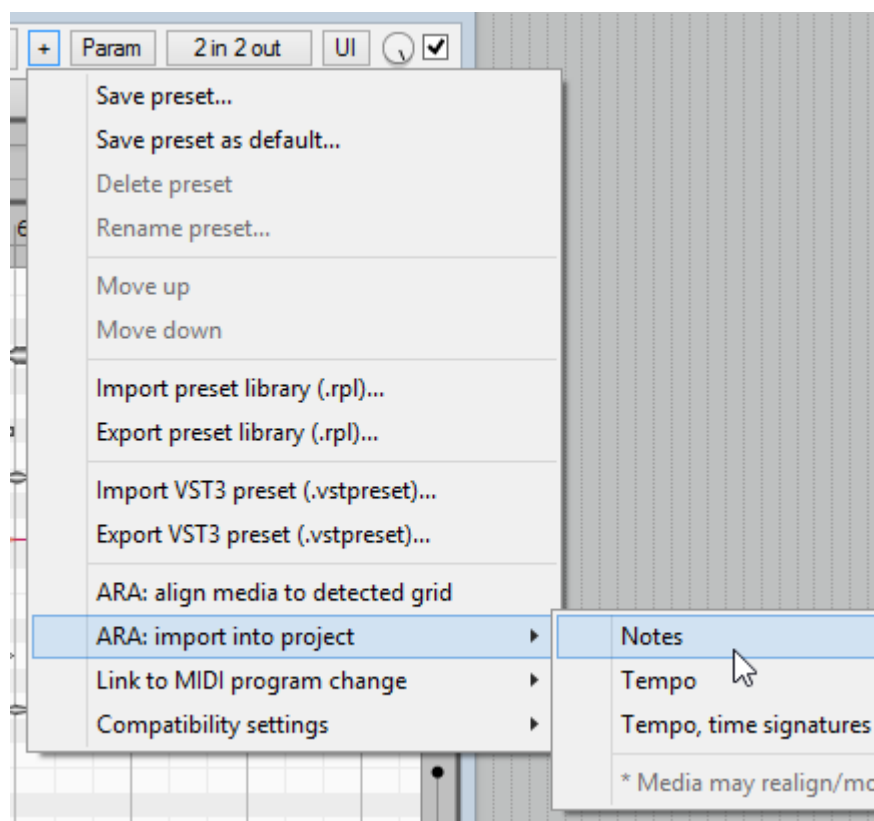 + Param 2 in 2 out UI
Save preset...
Save preset as default...
Delete preset
Rename preset...
Move up
Move down
Import preset library (.rpl)...
Export preset library (.rpl)...
Import VST3 preset (.vstpreset)...
Export VST3 preset (.vstpreset)...
ARA: align media to detected grid
ARA: import into project
Link to MIDI program change
Compatibility settings
Notes
Tempo
Tempo, time signatures
* Media may